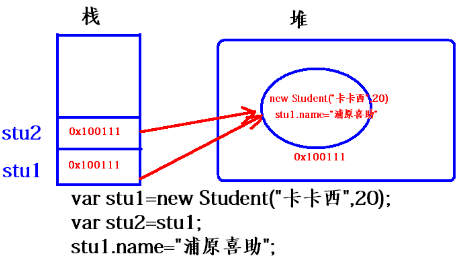 栈 堆
new Student("卡卡西",20)
stu1.name="浦原喜助"
stu2 0x100111
0x100111
stu1 0x100111
var stu1=new Student("卡卡西",20);
var stu2=stu1;
stu1.name="浦原喜助";